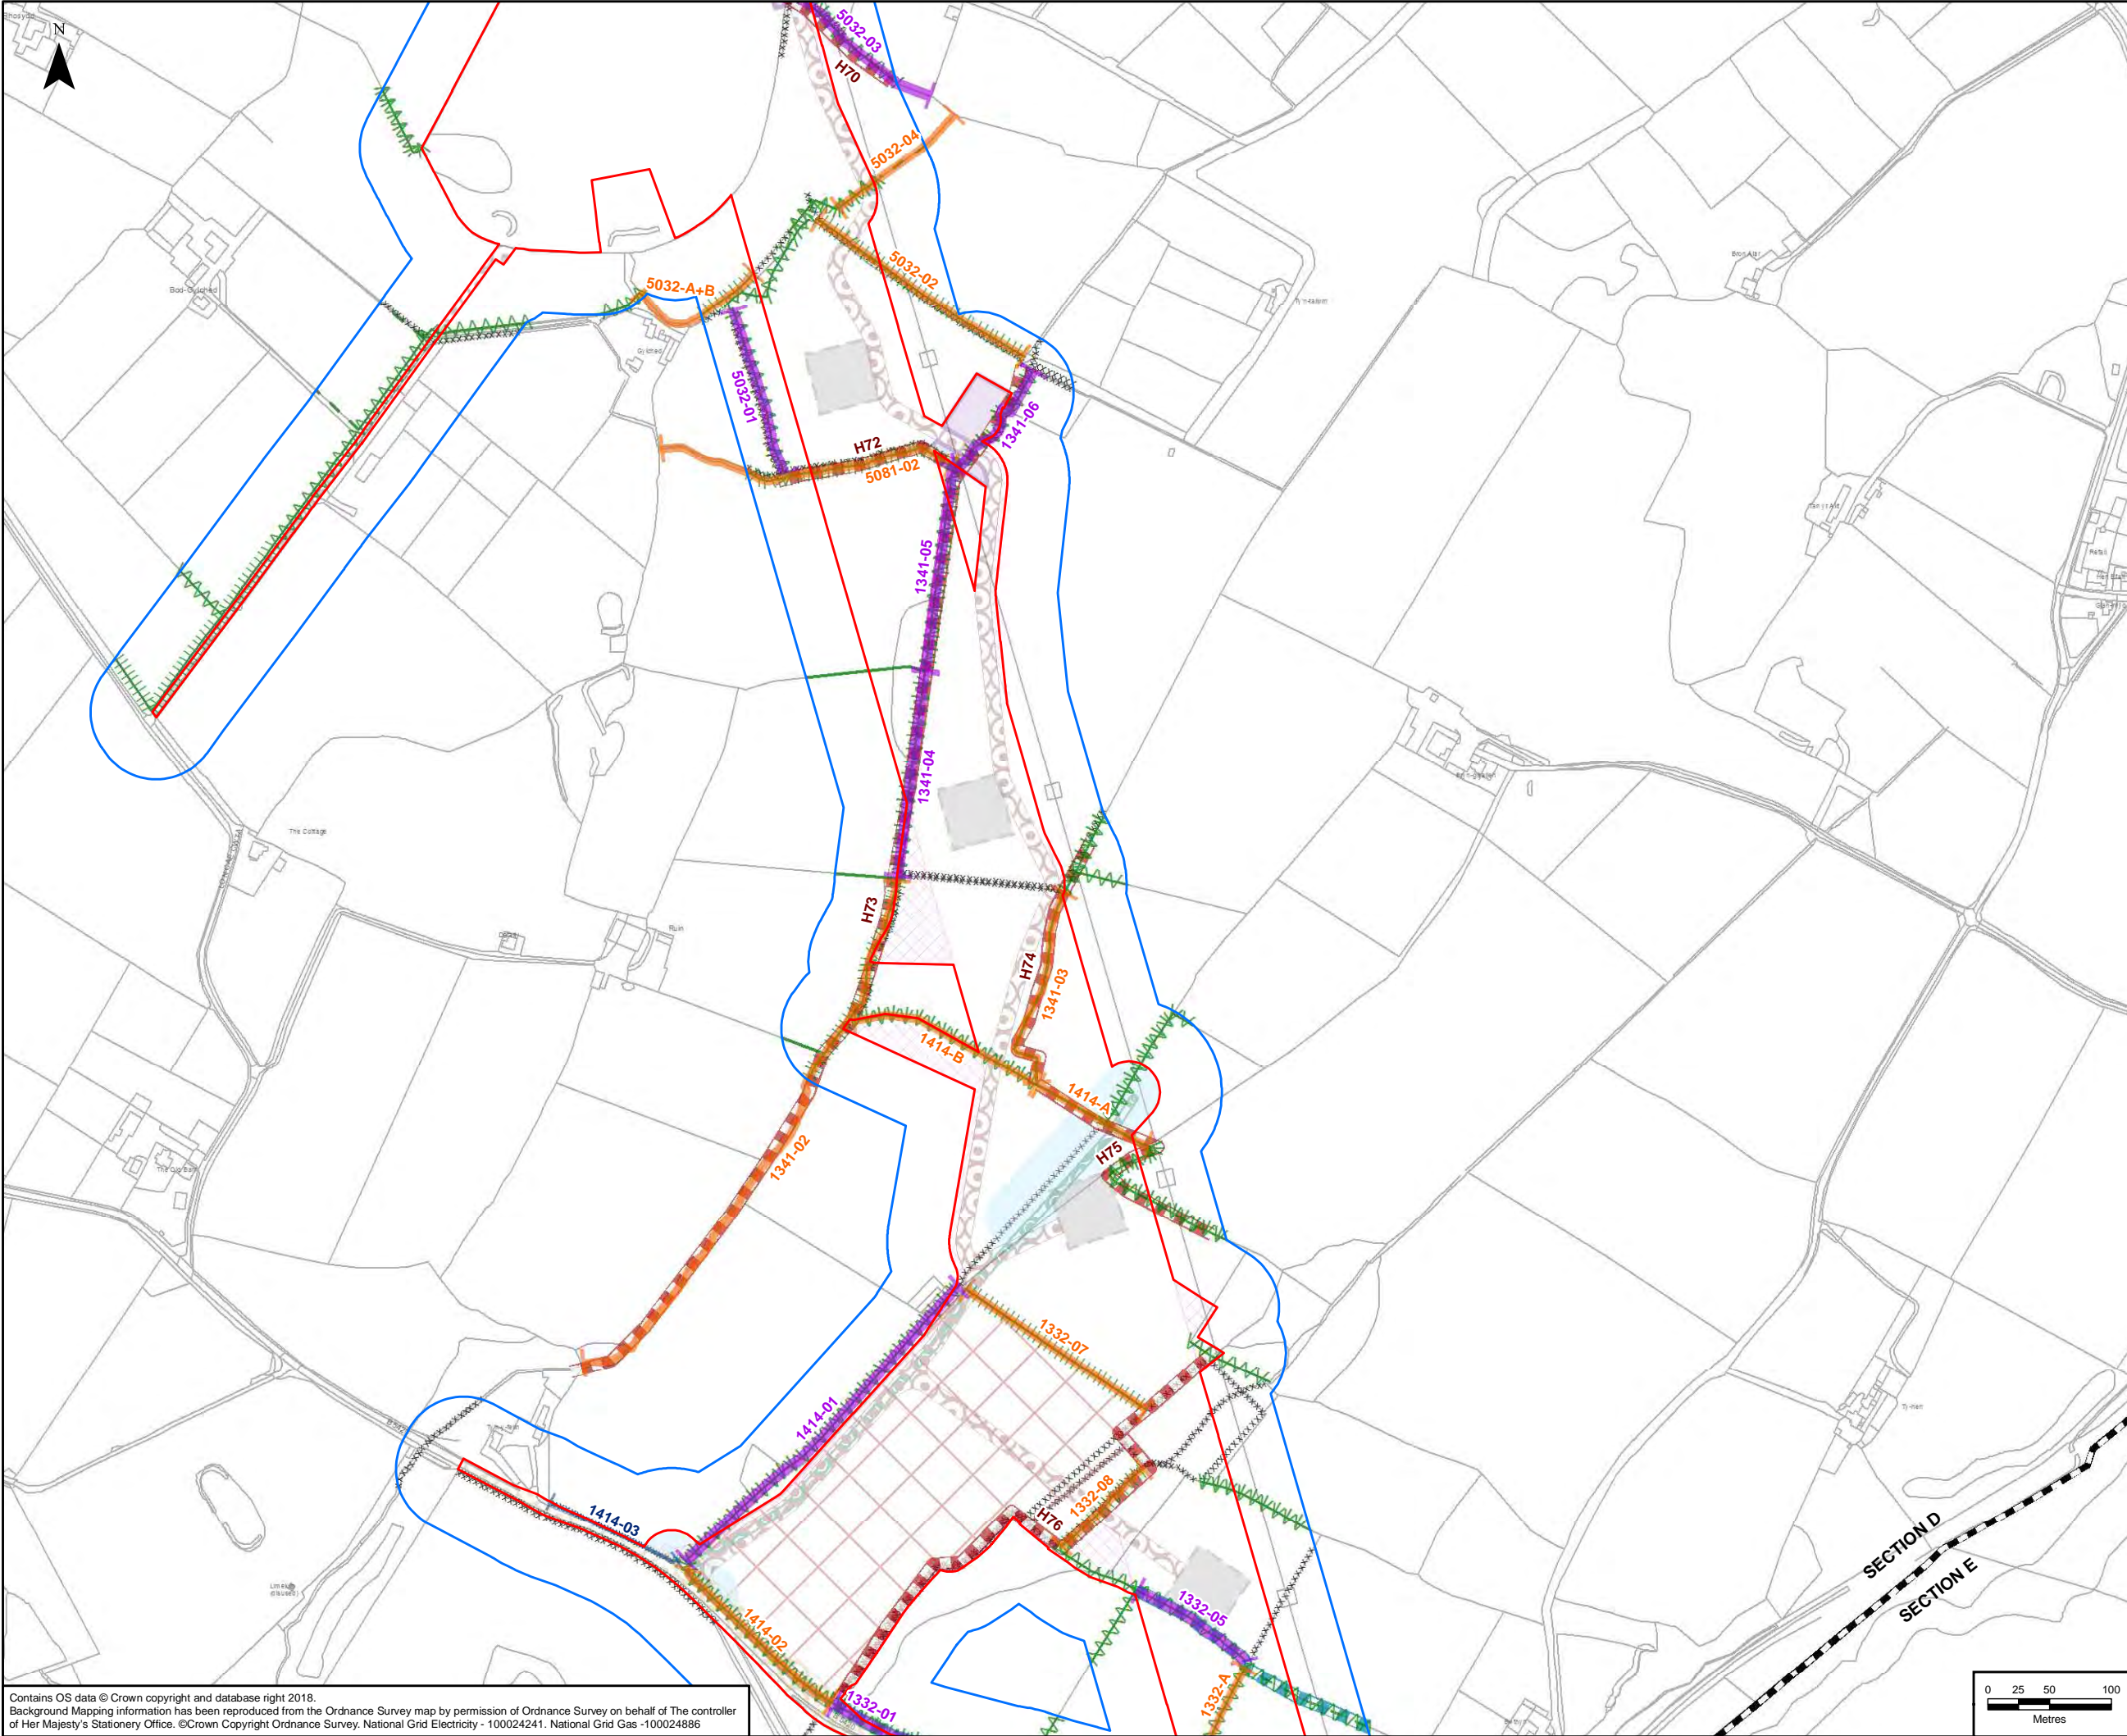 N
5032-03
H70
5032-04
5032-02
5032-A+B
5032-01
1341-06
H72
5081-02
1341-05
1341-04
The Cottage
Ruin
H73
H74
1341-03
1414-B
1414-A
H75
1341-02
1332-07
1414-01
1414-03
1332-08
H76
1332-05
1414-02
1332-A
1332-01
SECTION D
SECTION E
Contains OS data © Crown copyright and database right 2018.
Background Mapping information has been reproduced from the Ordnance Survey map by permission of Ordnance Survey on behalf of The controller
of Her Majesty's Stationery Office. ©Crown Copyright Ordnance Survey. National Grid Electricity - 100024241. National Grid Gas -100024886
0 25 50 100
Metres